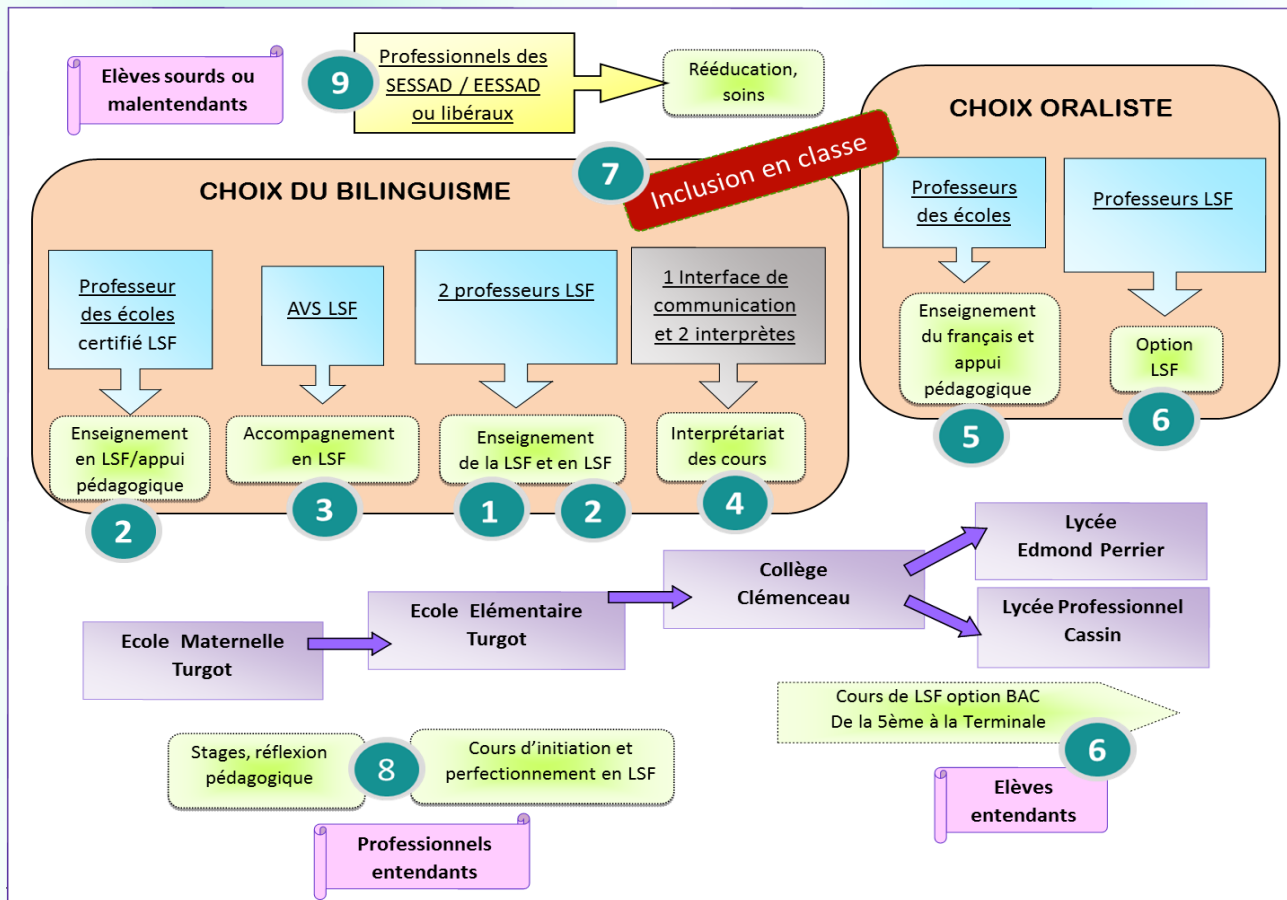 Elèves sourds ou
malentendants
9
Professionnels des
SESSAD / EESSAD
ou libéraux
Rééducation,
soins
CHOIX DU BILINGUISME
7
Inclusion en classe
CHOIX ORALISTE
Professeur
des écoles
certifié LSF
AVS LSF
2 professeurs LSF
1 Interface de
communication
et 2 interprètes
Professeurs
des écoles
Professeurs LSF
Enseignement
en LSF/appui
pédagogique
2
Accompagnement
en LSF
3
Enseignement
de la LSF et en LSF
1
2
Interprétariat
des cours
4
Enseignement
du français et
appui
pédagogique
5
Option
LSF
6
Ecole Maternelle
Turgot
Ecole Elémentaire
Turgot
Collège
Clémenceau
Lycée
Edmond Perrier
Lycée Professionnel
Cassin
Cours de LSF option BAC
De la 5ème à la Terminale
6
Elèves
entendants
Stages, réflexion
pédagogique
8
Cours d’initiation et
perfectionnement en LSF
Professionnels
entendants